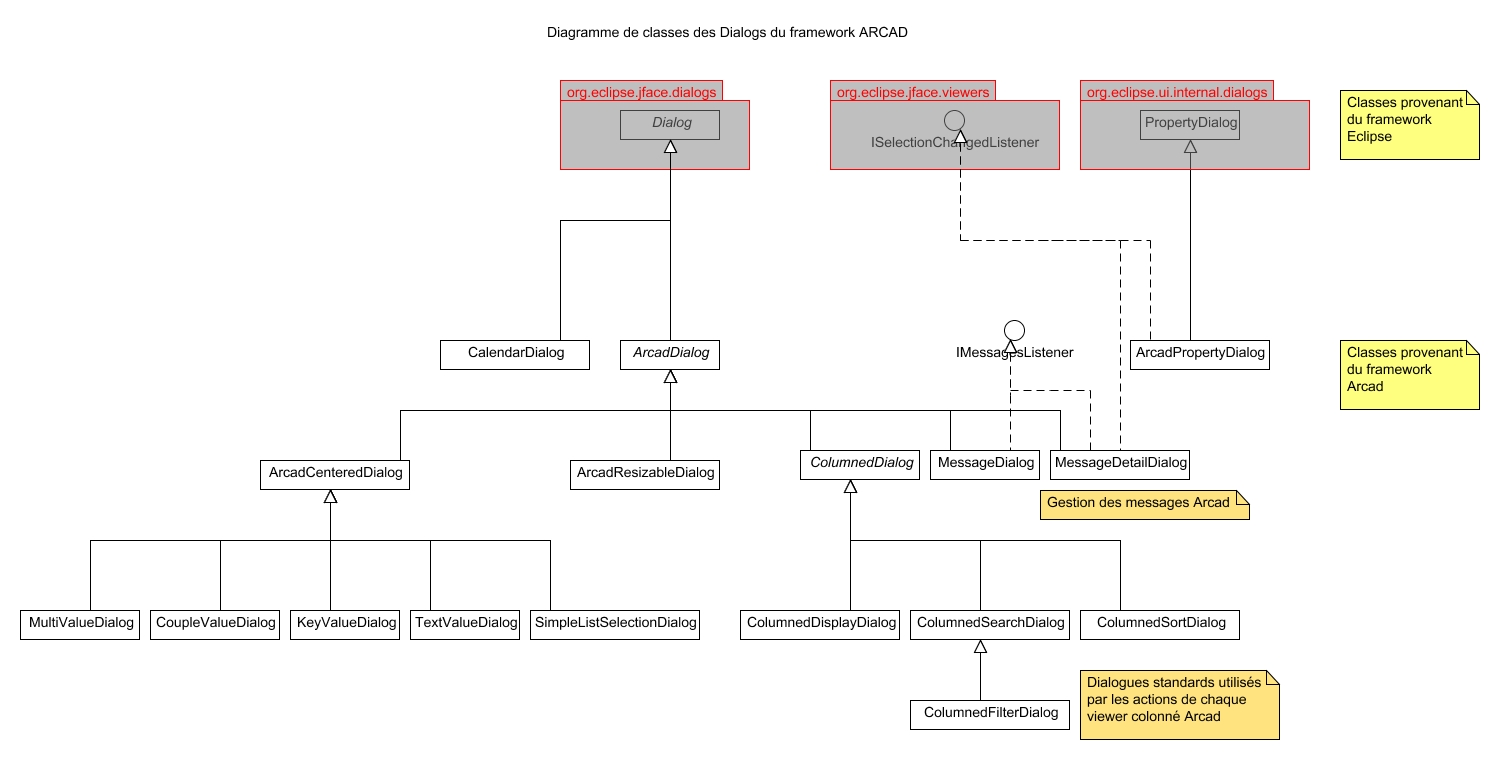 Diagramme de classes des Dialogs du framework ARCAD
org.eclipse.jface.dialogs
org.eclipse.jface.viewers
org.eclipse.ui.internal.dialogs
Dialog
ISelectionChangedListener
PropertyDialog
Classes provenant
du framework
Eclipse
CalendarDialog
ArcadDialog
IMessagesListener
ArcadPropertyDialog
Classes provenant
du framework
Arcad
ArcadCenteredDialog
ArcadResizableDialog
ColumnedDialog
MessageDialog
MessageDetailDialog
Gestion des messages Arcad
MultiValueDialog
CoupleValueDialog
KeyValueDialog
TextValueDialog
SimpleListSelectionDialog
ColumnedDisplayDialog
ColumnedSearchDialog
ColumnedSortDialog
ColumnedFilterDialog
Dialogues standards utilisés
par les actions de chaque
viewer colonné Arcad